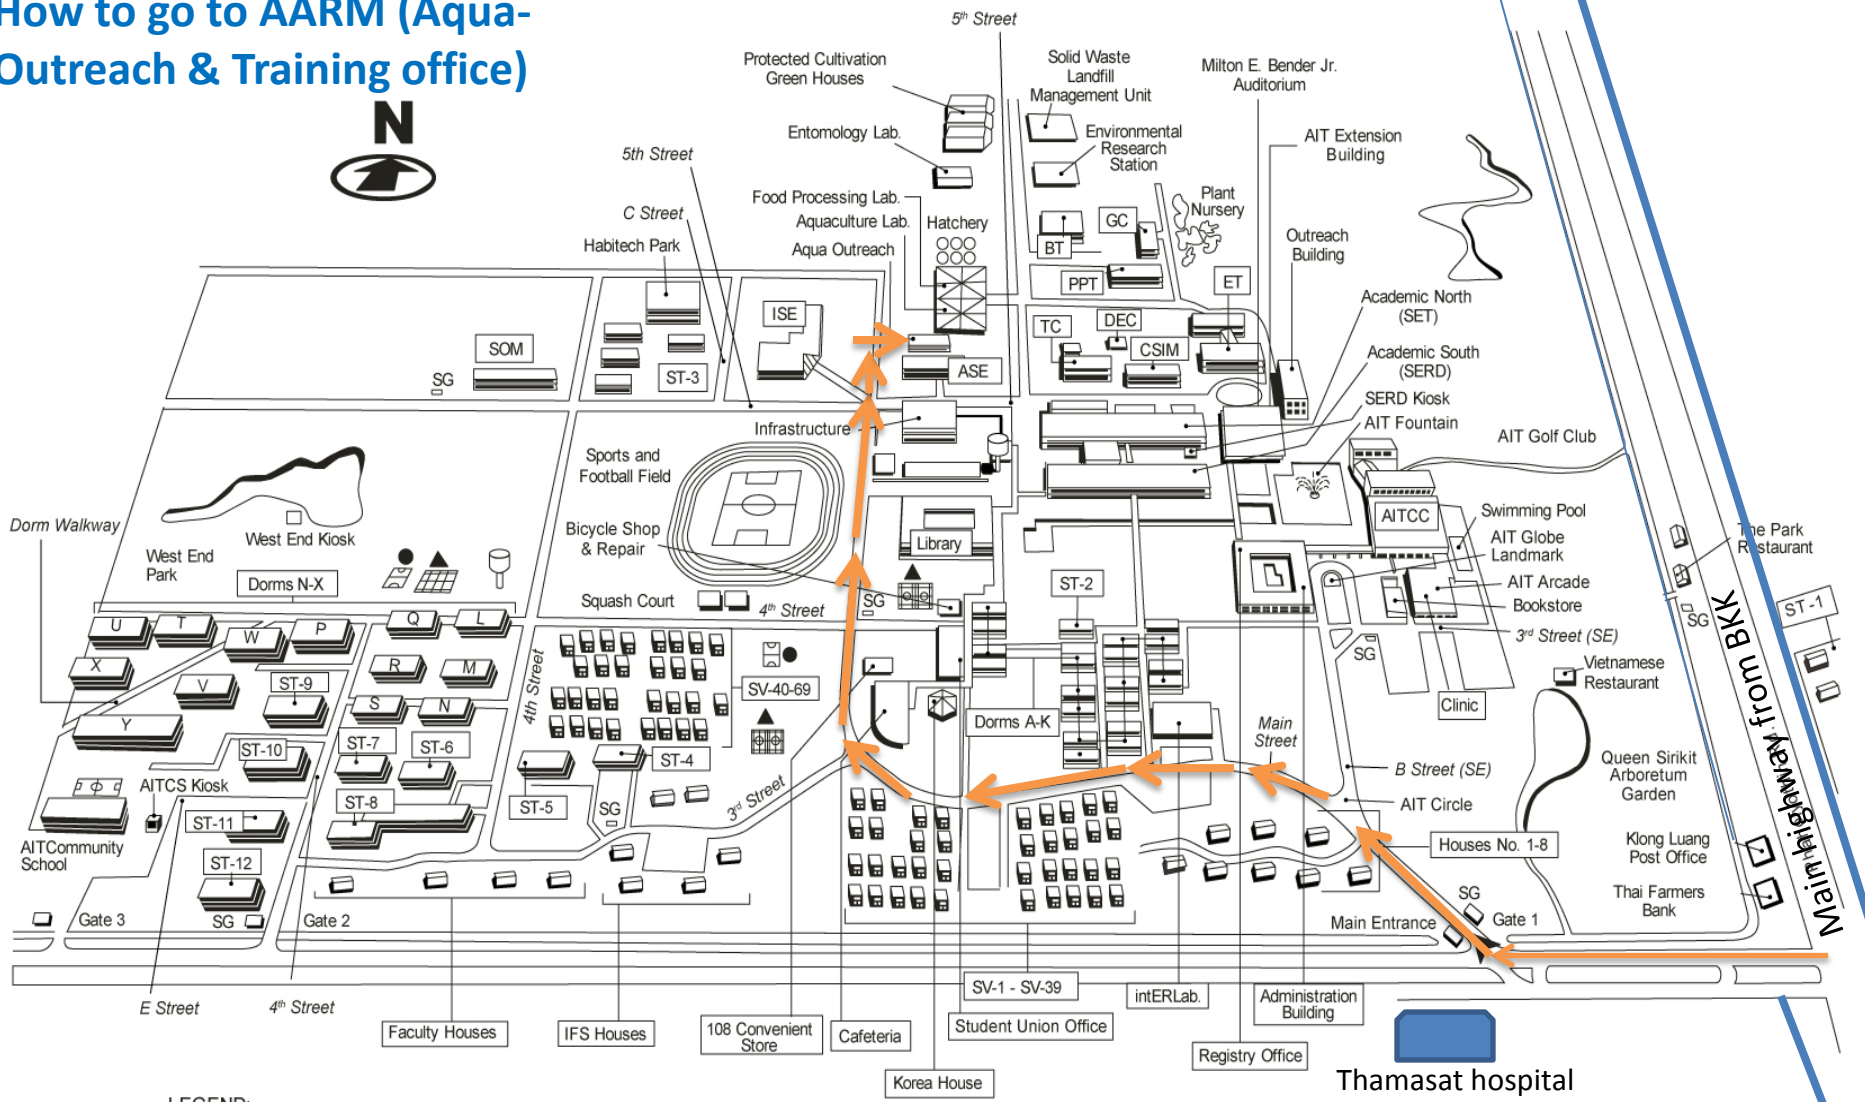 How to go to AARM (Aqua-
Outreach & Training office)
N
5th Street
Protected Cultivation
Green Houses
Solid Waste
Landfill
Management Unit
Milton E. Bender Jr.
Auditorium
Entomology Lab.
Environmental
Research
Station
AIT Extension
Building
5th Street
Food Processing Lab.
Plant
Nursery
C Street
Aquaculture Lab.
Hatchery
GC
Habitech Park
Aqua Outreach
BT
Outreach
Building
PPT
ET
ISE
Academic North
(SET)
TC
DEC
SOM
CSIM
Academic South
(SERD)
SG
ST-3
ASE
SERD Kiosk
Infrastructure
AIT Fountain
AIT Golf Club
Sports and
Football Field
Dorm Walkway
West End Kiosk
Bicycle Shop
& Repair
Library
AITCC
Swimming Pool
The Park
Restaurant
AIT Globe
Landmark
West End
Park
Dorms N-X
ST-2
AIT Arcade
Squash Court
4th Street
SG
Bookstore
ST-1
SG
U
T
W
P
Q
L
3rd Street (SE)
SG
X
R
M
Vietnamese
Restaurant
V
ST-9
4th Street
SV-40-69
Main highway from BKK
S
N
Clinic
Y
Dorms A-K
Main
Street
ST-10
ST-7
ST-6
ST-4
B Street (SE)
Queen Sirikit
Arboretum
Garden
AITCS Kiosk
ST-8
ST-5
SG
3rd Street
AIT Circle
ST-11
AITCommunity
School
Houses No. 1-8
Klong Luang
Post Office
ST-12
SG
Thai Farmers
Bank
Gate 3
SG
Gate 2
Main Entrance
Gate 1
E Street
4th Street
SV-1 - SV-39
intERLab.
Administration
Building
Faculty Houses
IFS Houses
108 Convenient
Store
Cafeteria
Student Union Office
Registry Office
Korea House
Thamasat hospital
LEGEND: